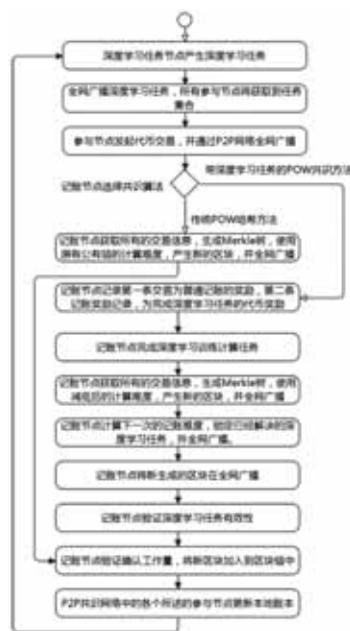 深度学习任务节点产生深度学习任务
全网广播深度学习任务，所有参与节点将获取到任务
集合
参与节点发起代币交易，并通过P2P网络全网广播
带深度学习任务的POW共识方法
记账节点选择共识算法
传统POW哈希方法
记账节点获取所有的交易信息，生成Merkle树，使用
原有公有链的计算难度，产生新的区块，并全网广播
记账节点记录第一条交易为普通记账的奖励，第二条
记账奖励记录，为完成深度学习任务的代币奖励
记账节点完成深度学习训练计算任务
记账节点获取所有的交易信息，生成Merkle树，使用
减低后的计算难度，产生新的区块，并全网广播
记账节点计算下一次的记账难度，锁定已经解决的深
度学习任务，并全网广播。
记账节点将新生成的区块在全网广播
记账节点验证深度学习任务有效性
记账节点验证确认工作量，将新区块加入到区块链中
P2P共识网络中的各个所述的参与节点更新本地账本